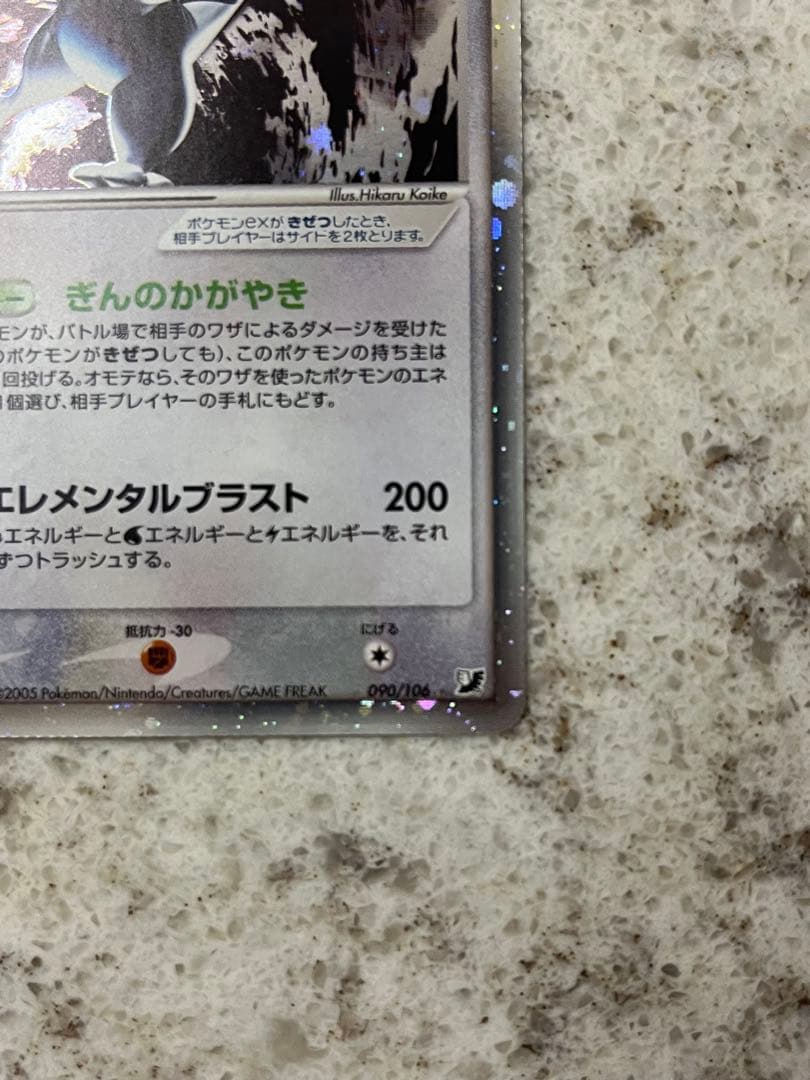 Illus.Hikaru Koike
ポケモンexがきぜつしたとき、
相手プレイヤーはサイドを2枚とります。
ぎんのかがやき
モンが、バトル場で相手のワザによるダメージを受けた
のポケモンがきぜつしても)、このポケモンの持ち主は
回投げる。オモテなら、そのワザを使ったポケモンのエネ
1個選び、相手プレイヤーの手札にもどす。
エレメンタルブラスト 200
エネルギーとエネルギーとエネルギーを、それ
ずつトラッシュする。
抵抗力 -30 にげる
©2005 Pokémon/Nintendo/Creatures/GAME FREAK 090/106